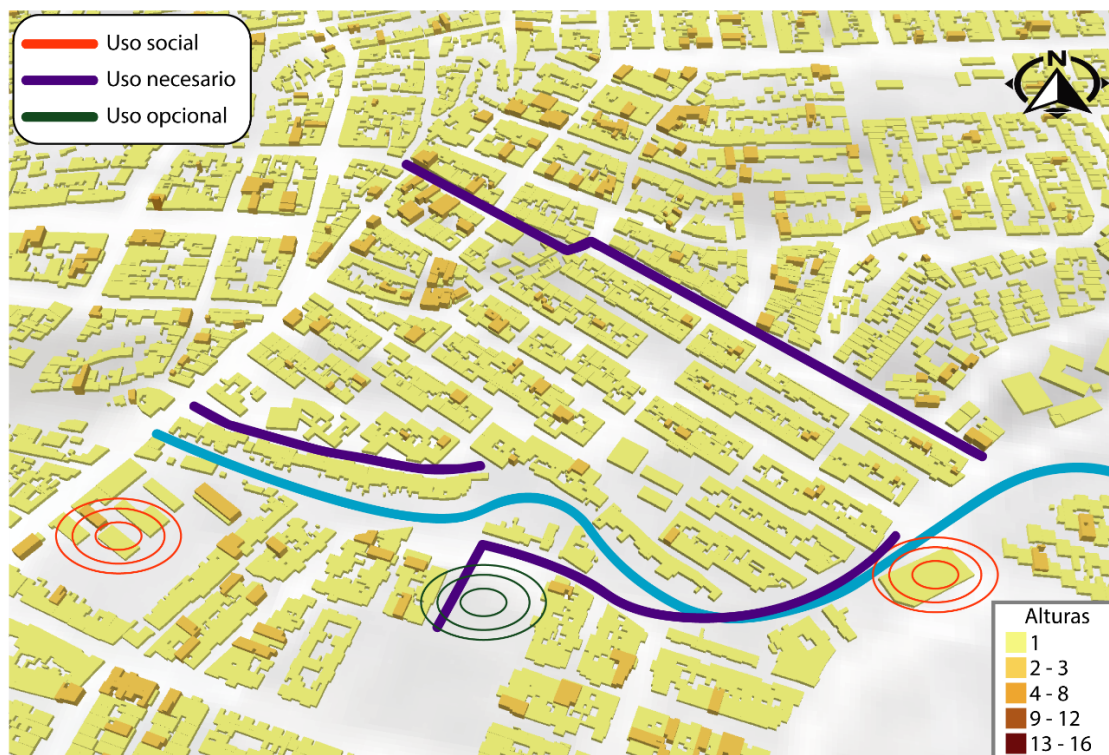 Uso social
Uso necesario
Uso opcional
N
Alturas
1
2 - 3
4 - 8
9 - 12
13 - 16